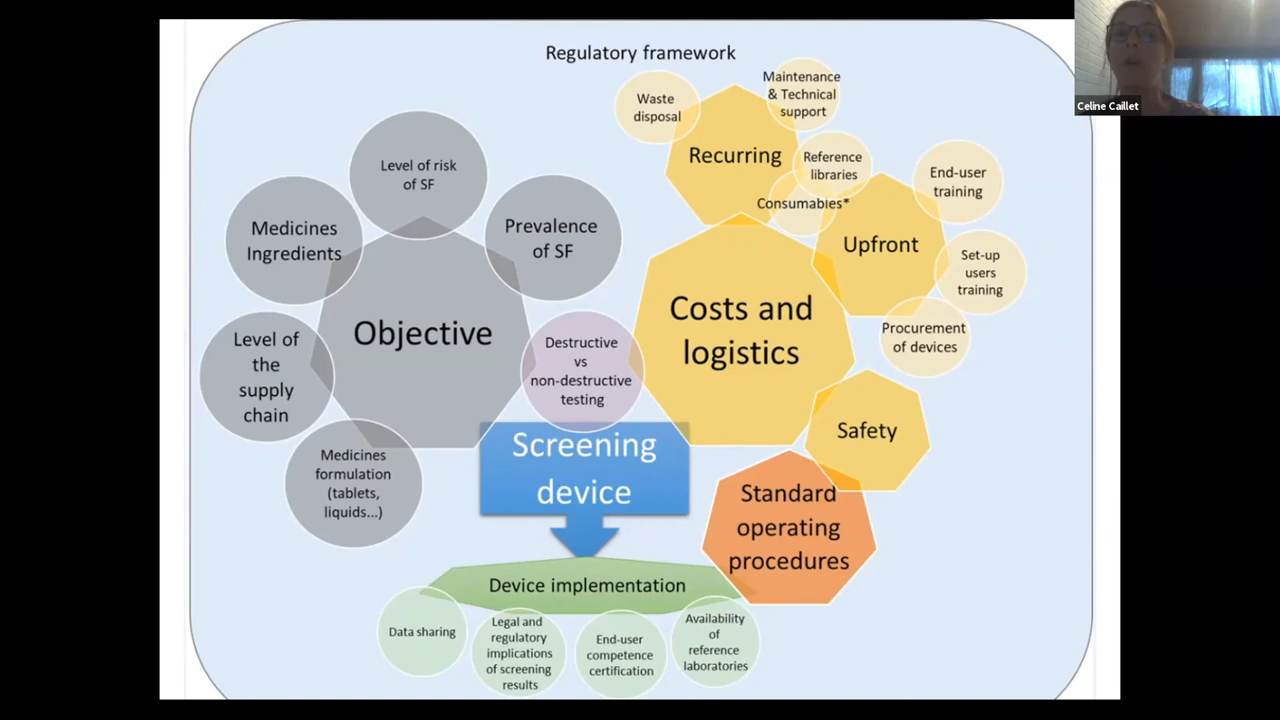 Regulatory framework
Celine Caillet
Waste
disposal
Maintenance
& Technical
support
Recurring
Reference
libraries
Consumabies*
End-user
training
Upfront
Set-up
users
training
Procurement
of devices
Level of risk
of SF
Medicines
Ingredients
Prevalence
of SF
Objective
Level of
the
supply
chain
Medicines
formulation
(tablets,
liquids...)
Destructive
vs
non-destructive
testing
Costs and
logistics
Safety
Screening
device
Standard
operating
procedures
Device implementation
Data sharing
Legal and
regulatory
implications
of screening
results
End-user
competence
certification
Availability
of
reference
laboratories